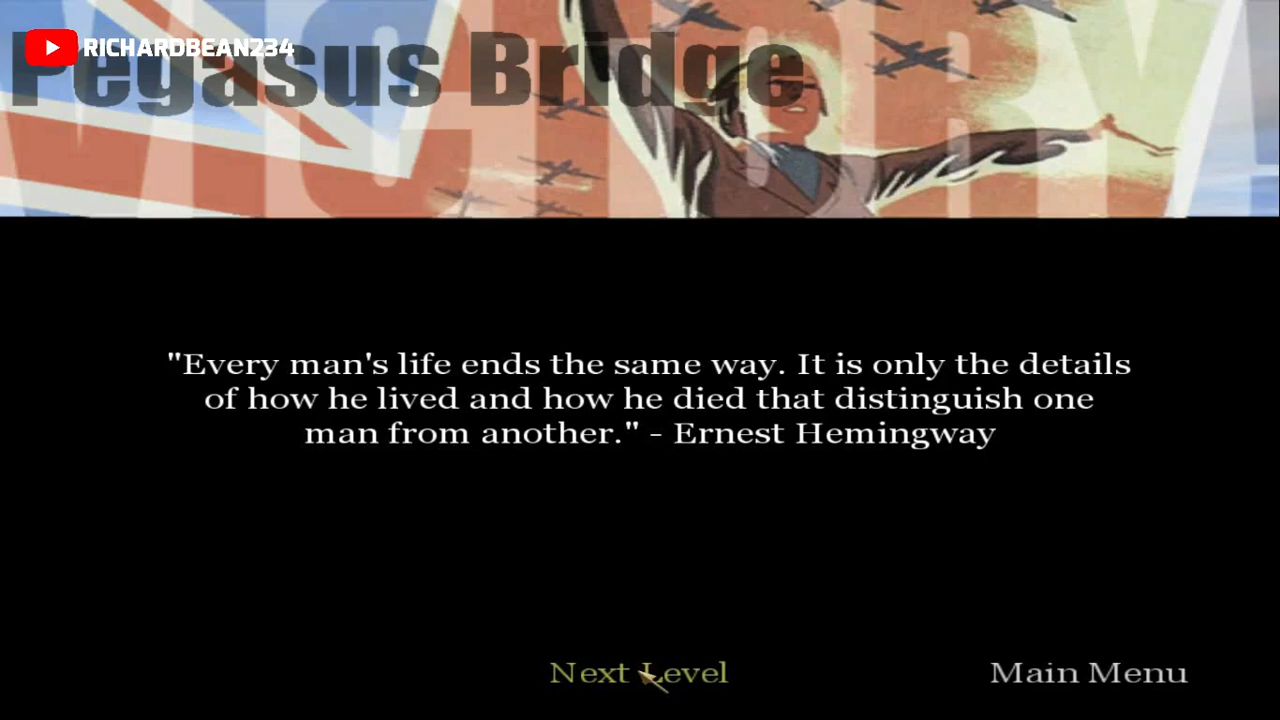 RICHARDBEAN234
VICTORY
Pegasus Bridge
"Every man's life ends the same way. It is only the details
of how he lived and how he died that distinguish one
man from another." - Ernest Hemingway
Next Level
Main Menu